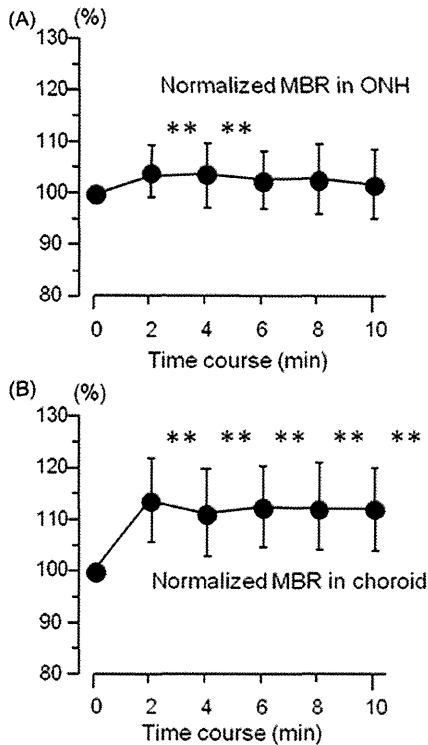 (A) (%)
130
120
Normalized MBR in ONH
110
** **
100
90
80
0 2 4 6 8 10
Time course (min)
(B) (%)
130
** ** ** ** **
120
110
100
Normalized MBR in choroid
90
80
0 2 4 6 8 10
Time course (min)